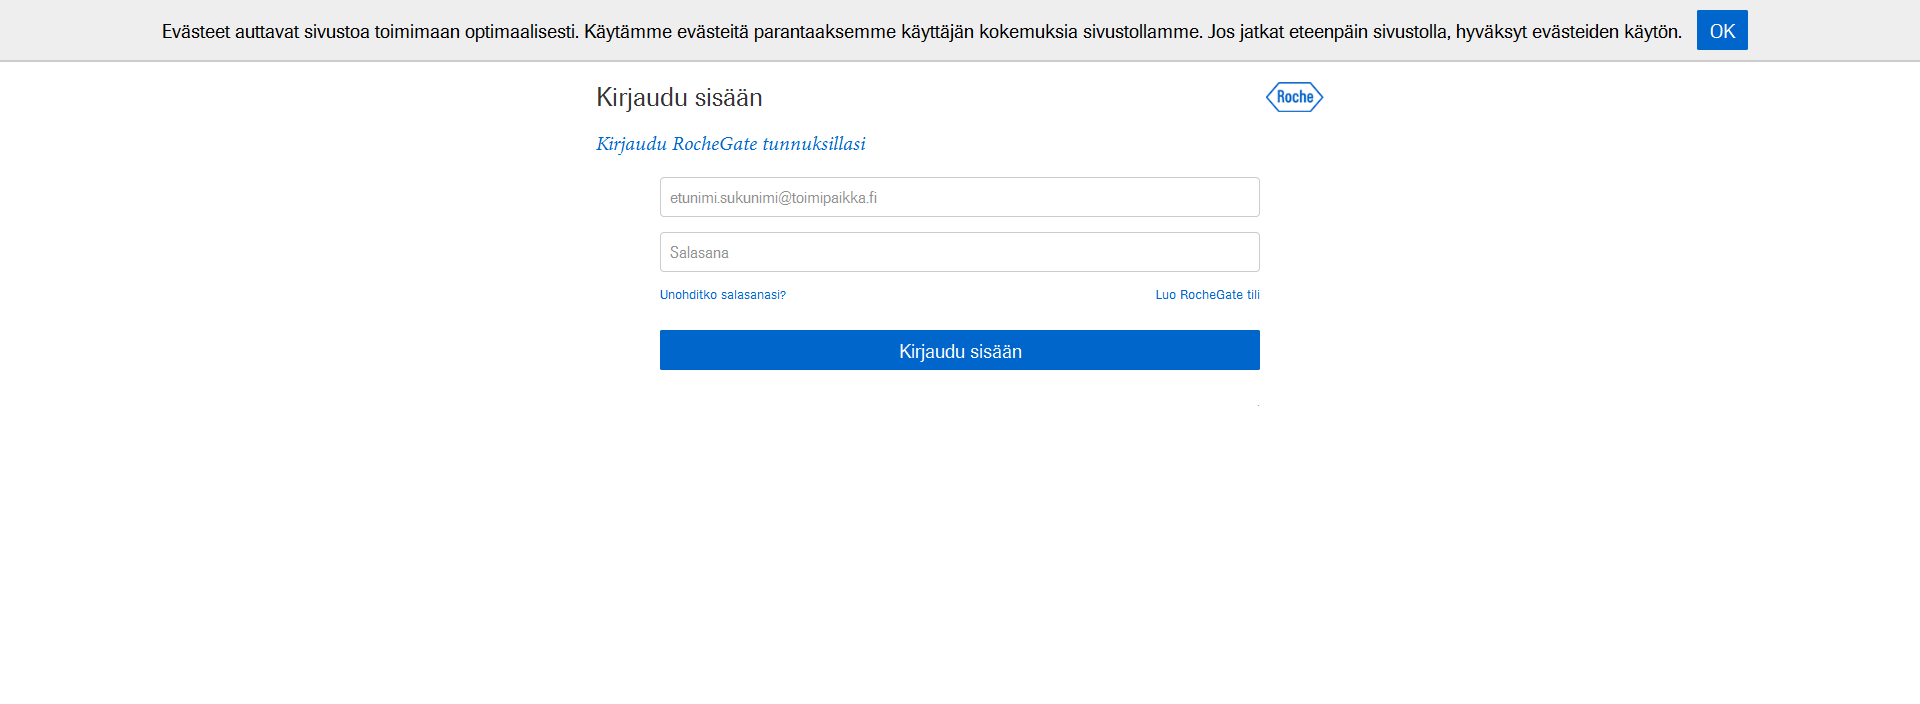 Evästeet auttavat sivustoa toimimaan optimaalisesti. Käytämme evästeitä parantaaksemme käyttäjän kokemuksia sivustollamme. Jos jatkat eteenpäin sivustolla, hyväksyt evästeiden käytön. OK
Kirjaudu sisään Roche
Kirjaudu RocheGate tunnuksillasi
etunimi.sukunimi@toimipaikka.fi
Salasana
Unohditko salasanasi? Luo RocheGate tili
Kirjaudu sisään
.